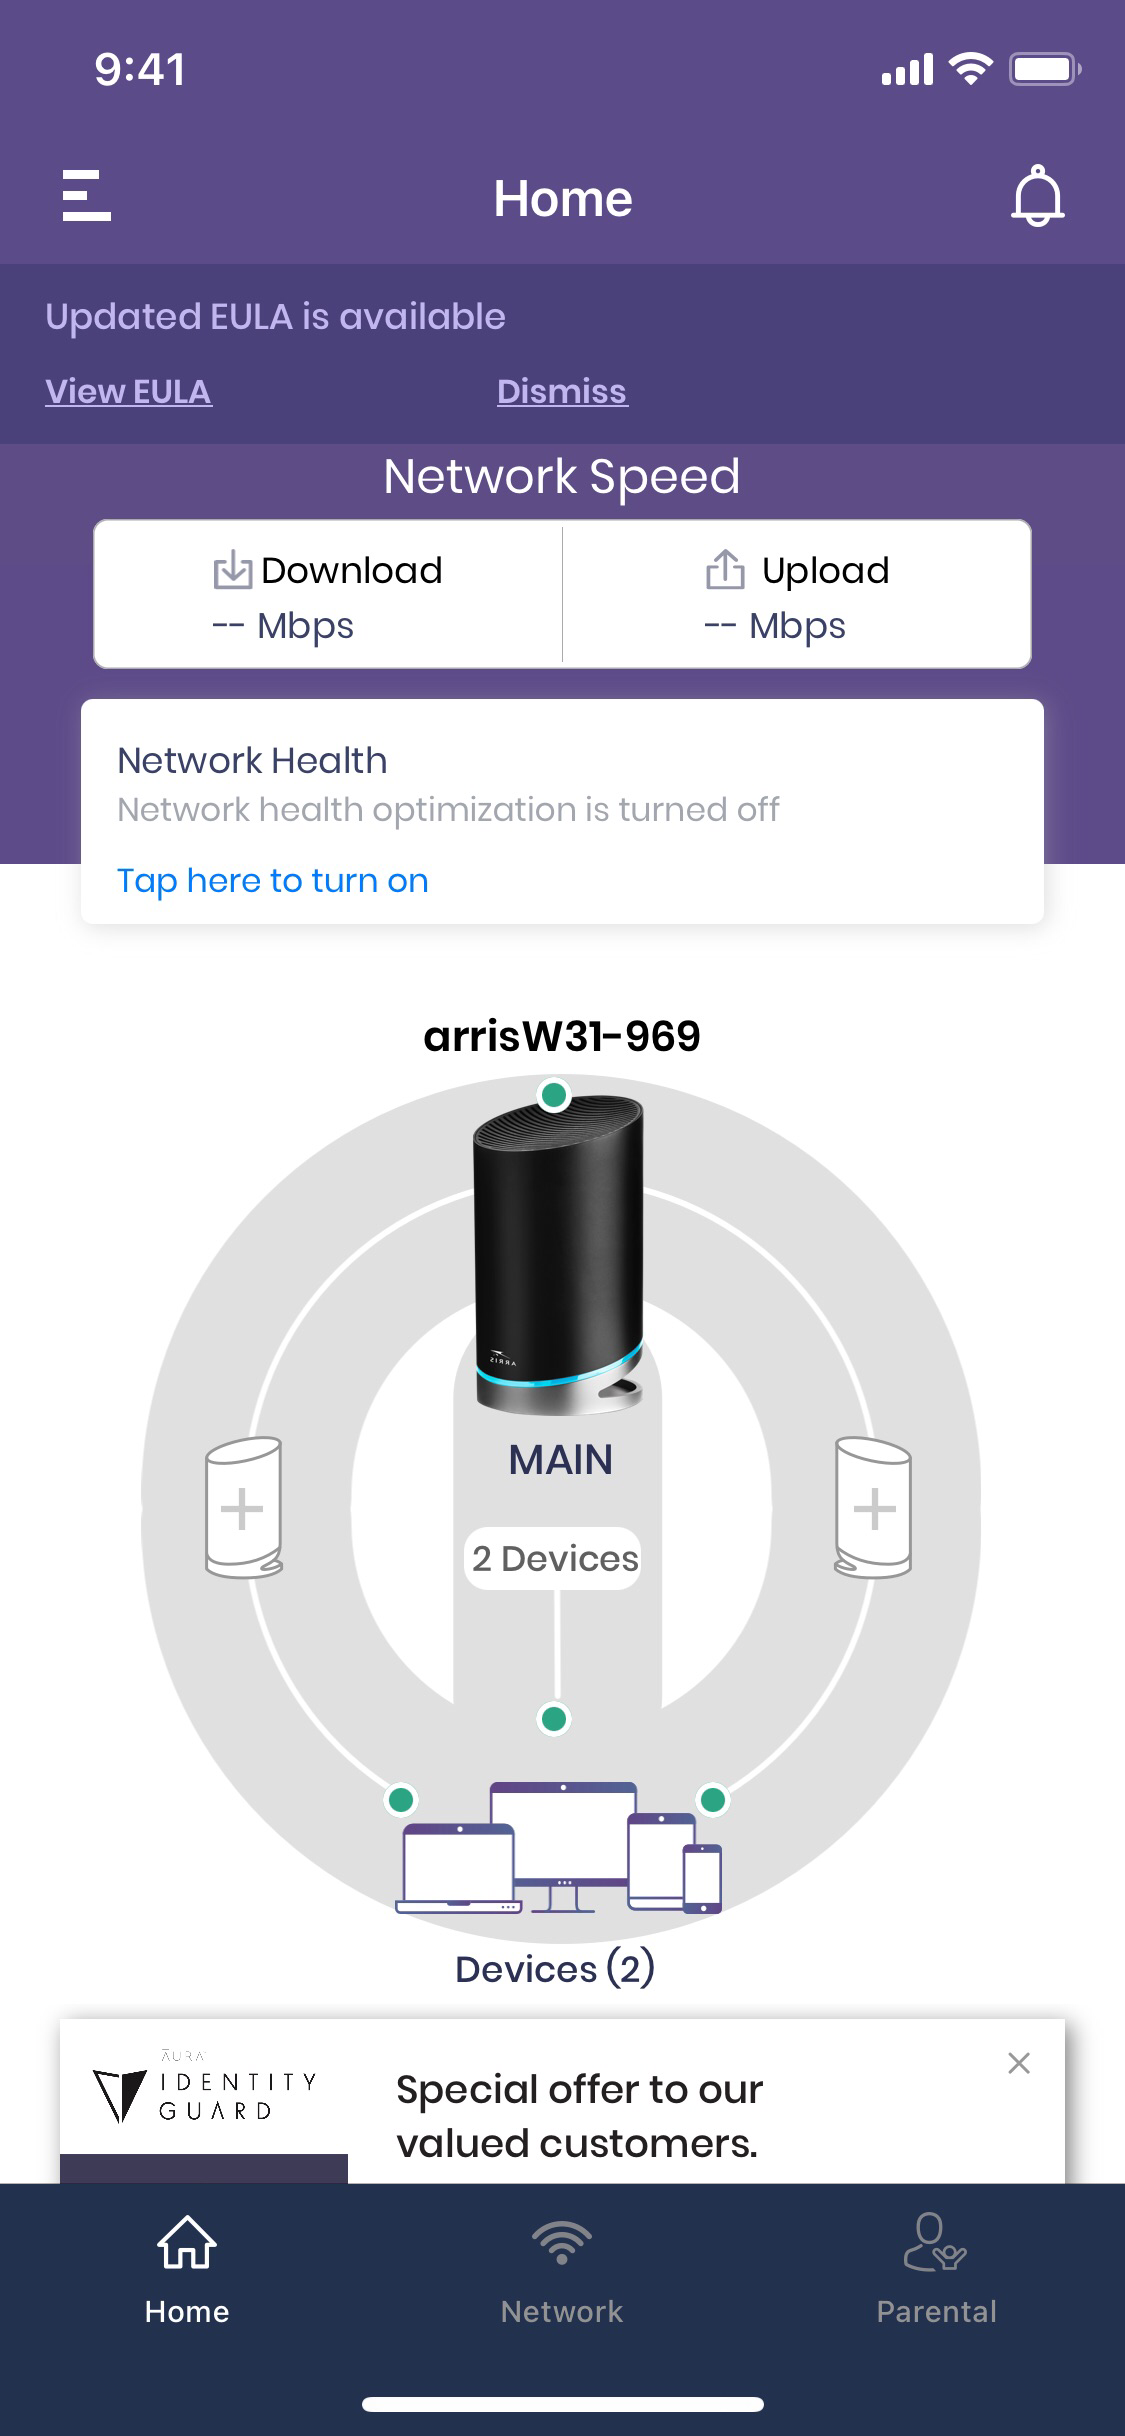 9:41
Home
Updated EULA is available
View EULA
Dismiss
Network Speed
Download
Upload
-- Mbps
-- Mbps
Network Health
Network health optimization is turned off
Tap here to turn on
arrisW31-969
ARRIS
MAIN
2 Devices
Devices (2)
AURA
IDENTITY
GUARD
Special offer to our
valued customers.
Home
Network
Parental